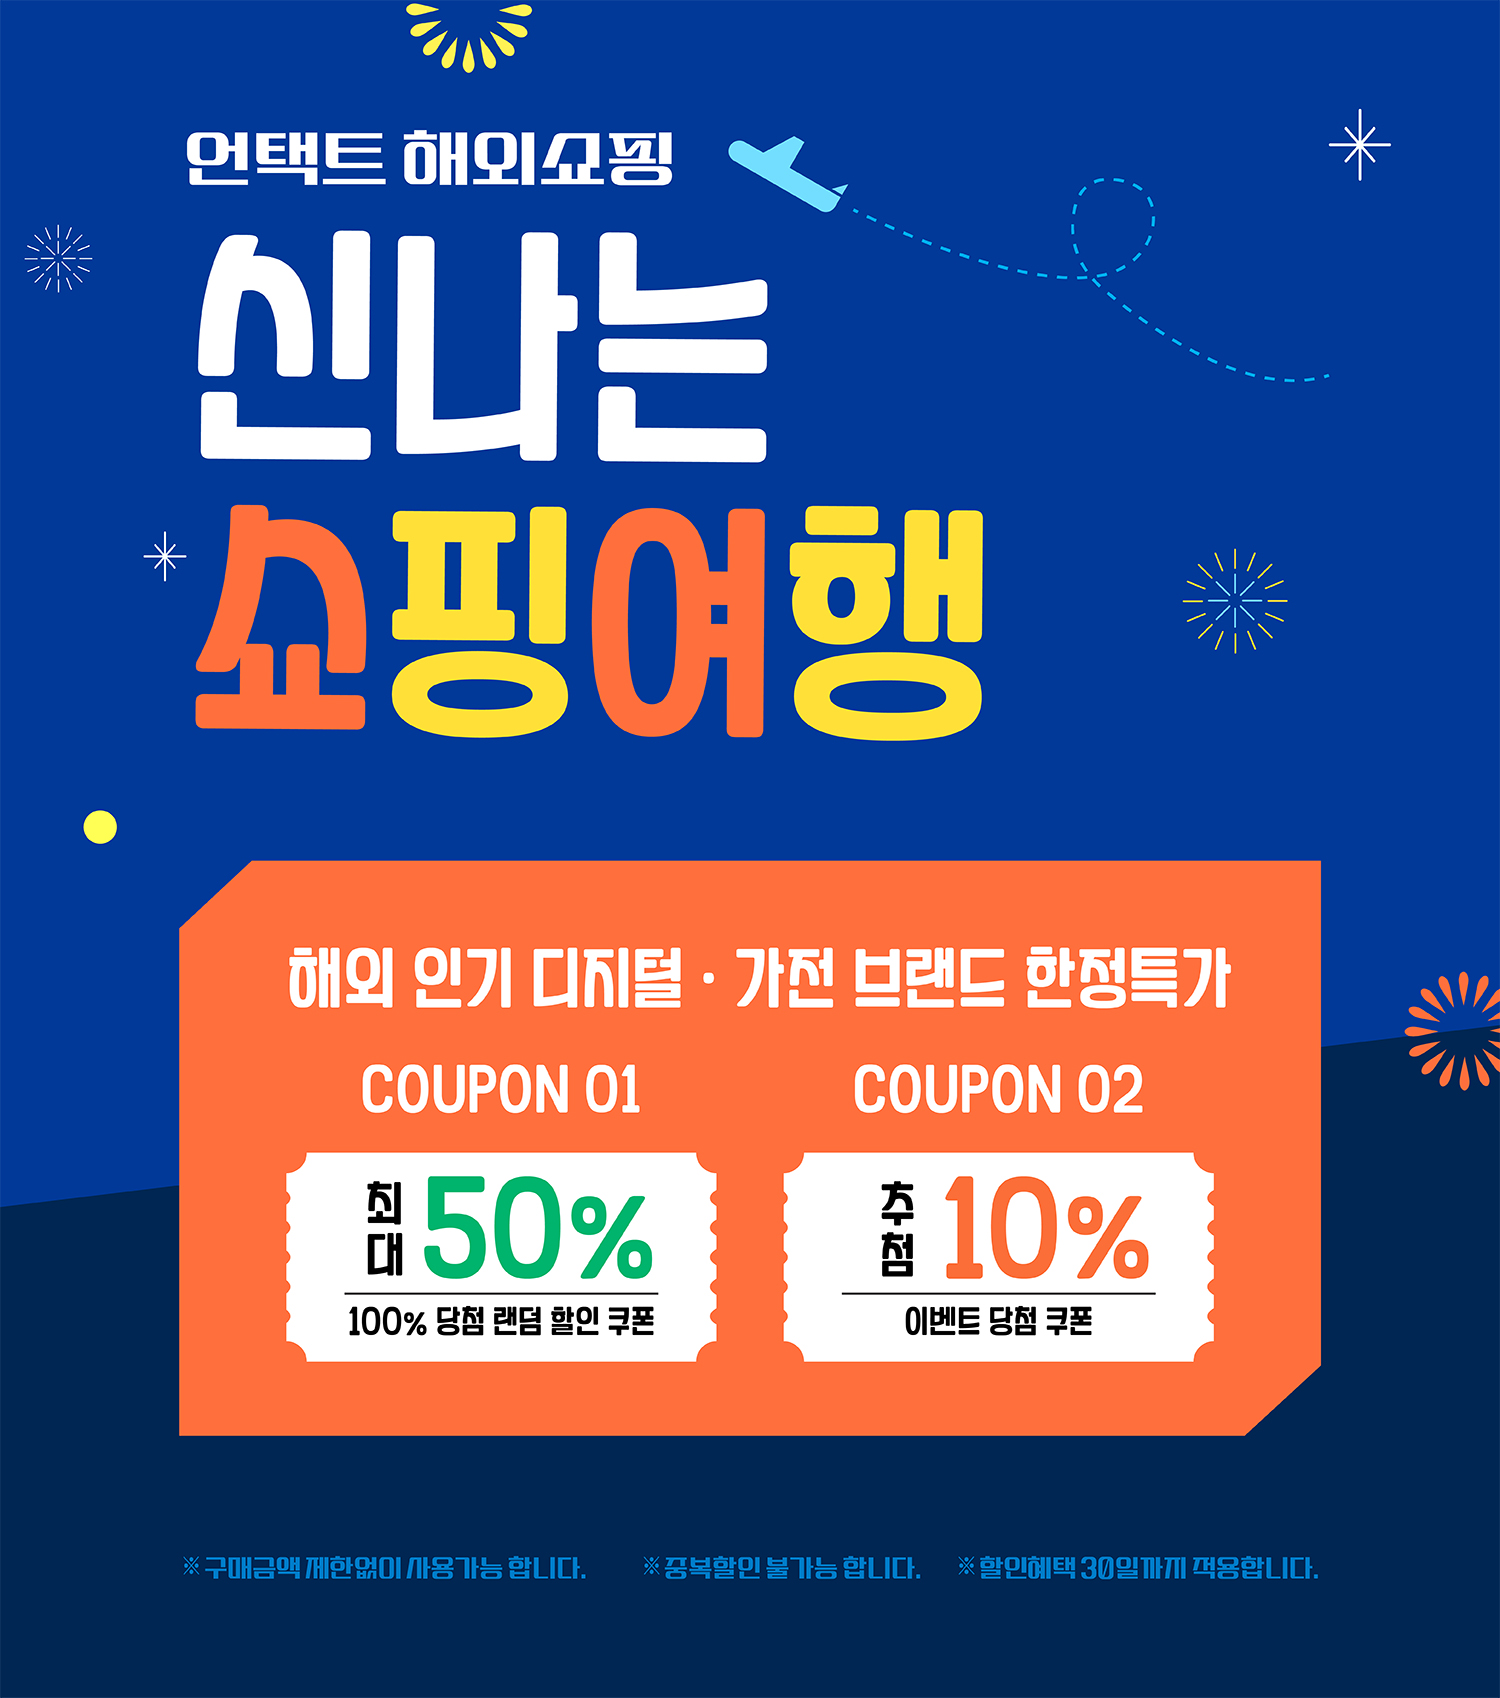 언택트 해외쇼핑
신나는
쇼핑여행
해외 인기 디지털 · 가전 브랜드 한정특가
COUPON 01
최대 50%
100% 당첨 랜덤 할인 쿠폰
COUPON 02
추첨 10%
이벤트 당첨 쿠폰
※구매금액 제한없이 사용가능 합니다.
※중복할인 불가능 합니다.
※할인혜택 30일까지 적용합니다.